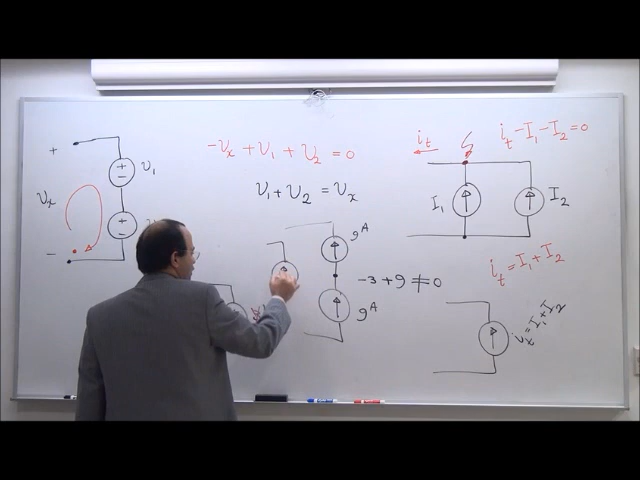 +
𝑣₁
𝑣ₓ
−
-𝑣ₓ + 𝑣₁ + 𝑣₂ = 0
𝑣₁ + 𝑣₂ = 𝑣ₓ
9A
-3 + 9 ≠ 0
9A
iₜ
iₜ - I₁ - I₂ = 0
I₁
I₂
iₜ = I₁ + I₂
iₜ = I₁ + I₂